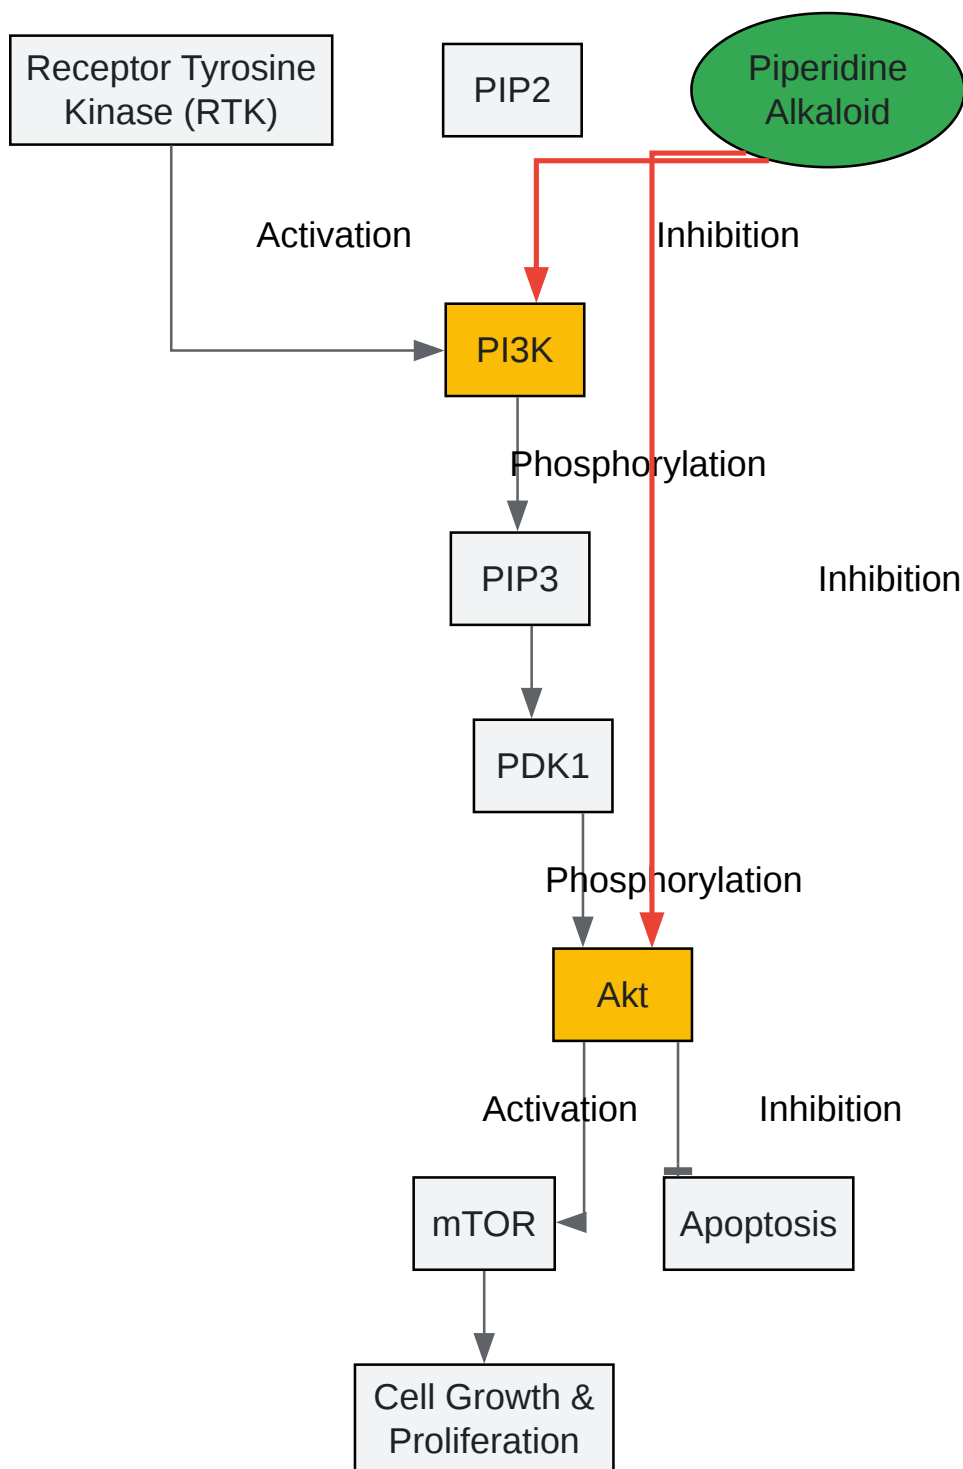 Receptor Tyrosine
Kinase (RTK)
PIP2
Piperidine
Alkaloid
Activation
Inhibition
PI3K
Phosphorylation
PIP3
Inhibition
PDK1
Phosphorylation
Akt
Activation
Inhibition
mTOR
Apoptosis
Cell Growth &
Proliferation